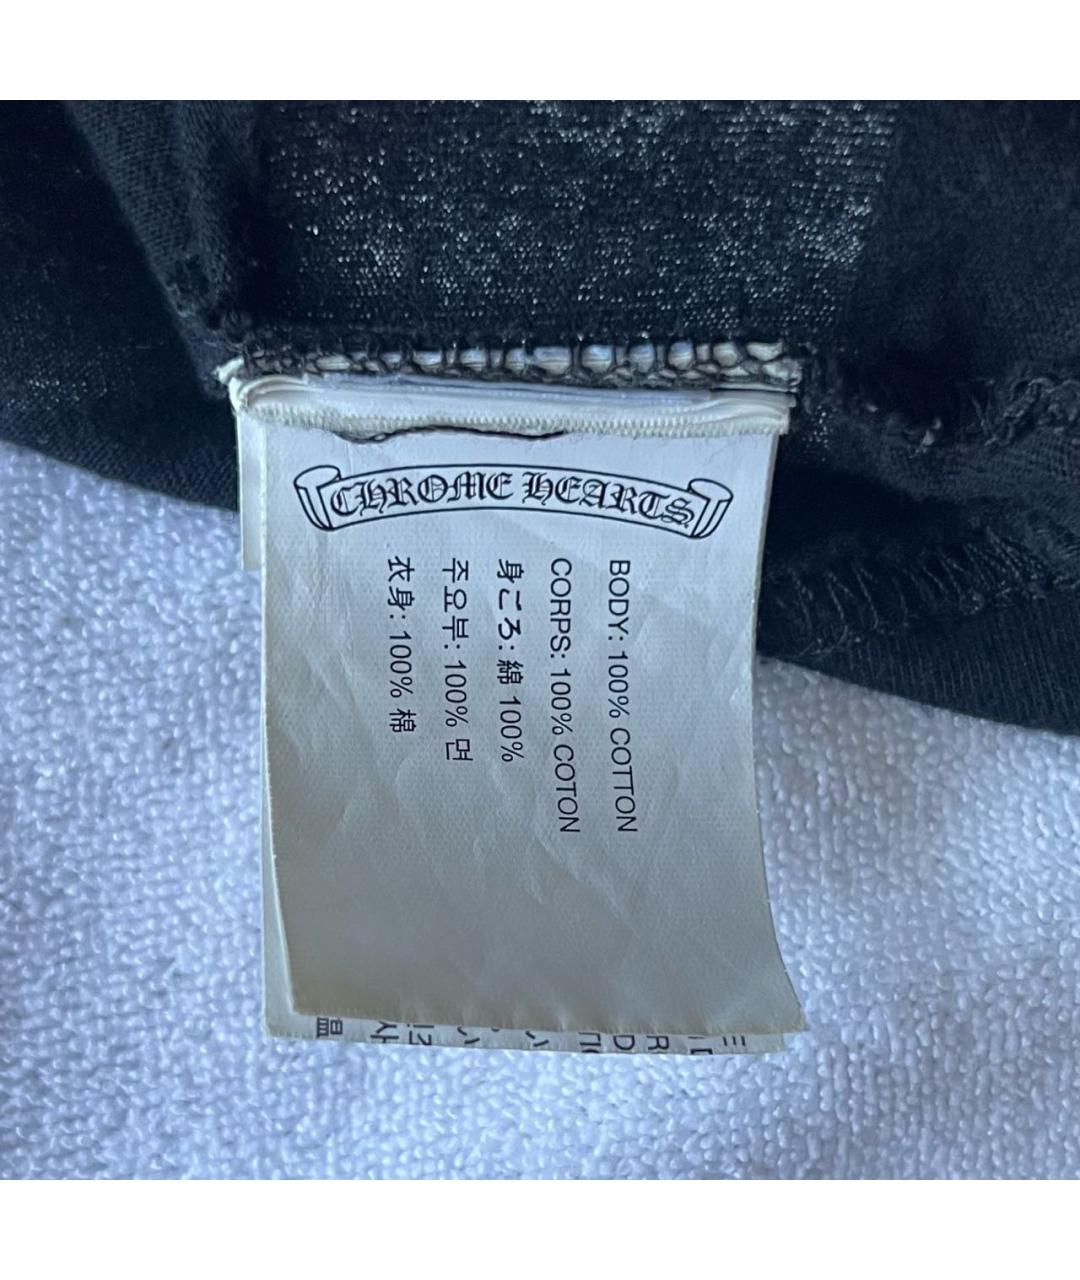 CHROME HEARTS
BODY: 100% COTTON
CORPS: 100% COTON
身ごろ: 綿 100%
주요부: 100% 면
衣身: 100% 棉